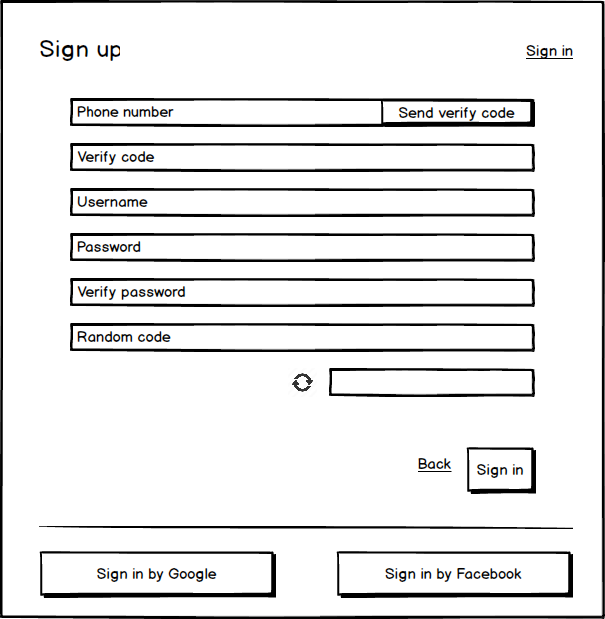 Sign up
Sign in
Phone number
Send verify code
Verify code
Username
Password
Verify password
Random code
Back
Sign in
Sign in by Google
Sign in by Facebook